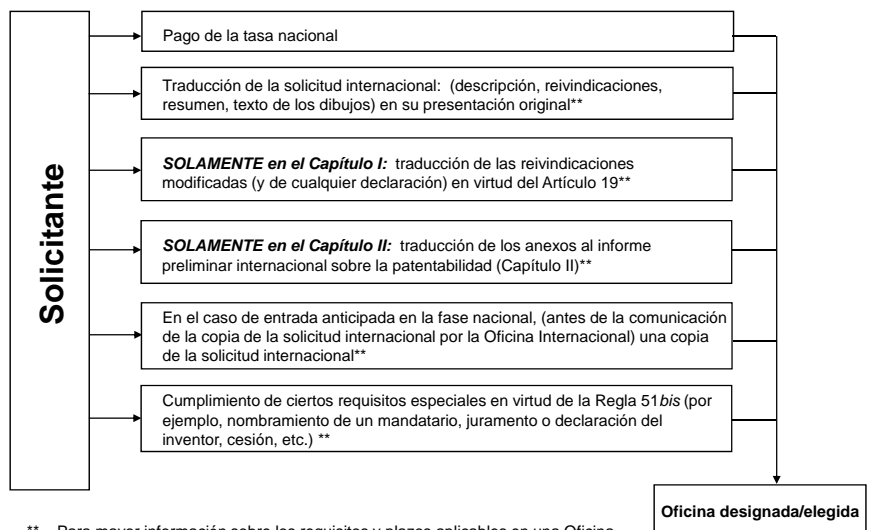 Solicitante
Pago de la tasa nacional
Traducción de la solicitud internacional: (descripción, reivindicaciones,
resumen, texto de los dibujos) en su presentación original**
SOLAMENTE en el Capítulo I: traducción de las reivindicaciones
modificadas (y de cualquier declaración) en virtud del Artículo 19**
SOLAMENTE en el Capítulo II: traducción de los anexos al informe
preliminar internacional sobre la patentabilidad (Capítulo II)**
En el caso de entrada anticipada en la fase nacional, (antes de la comunicación
de la copia de la solicitud internacional por la Oficina Internacional) una copia
de la solicitud internacional**
Cumplimiento de ciertos requisitos especiales en virtud de la Regla 51bis (por
ejemplo, nombramiento de un mandatario, juramento o declaración del
inventor, cesión, etc.) **
Oficina designada/elegida
** Para mayor información sobre los requisitos y plazos aplicables en una Oficina